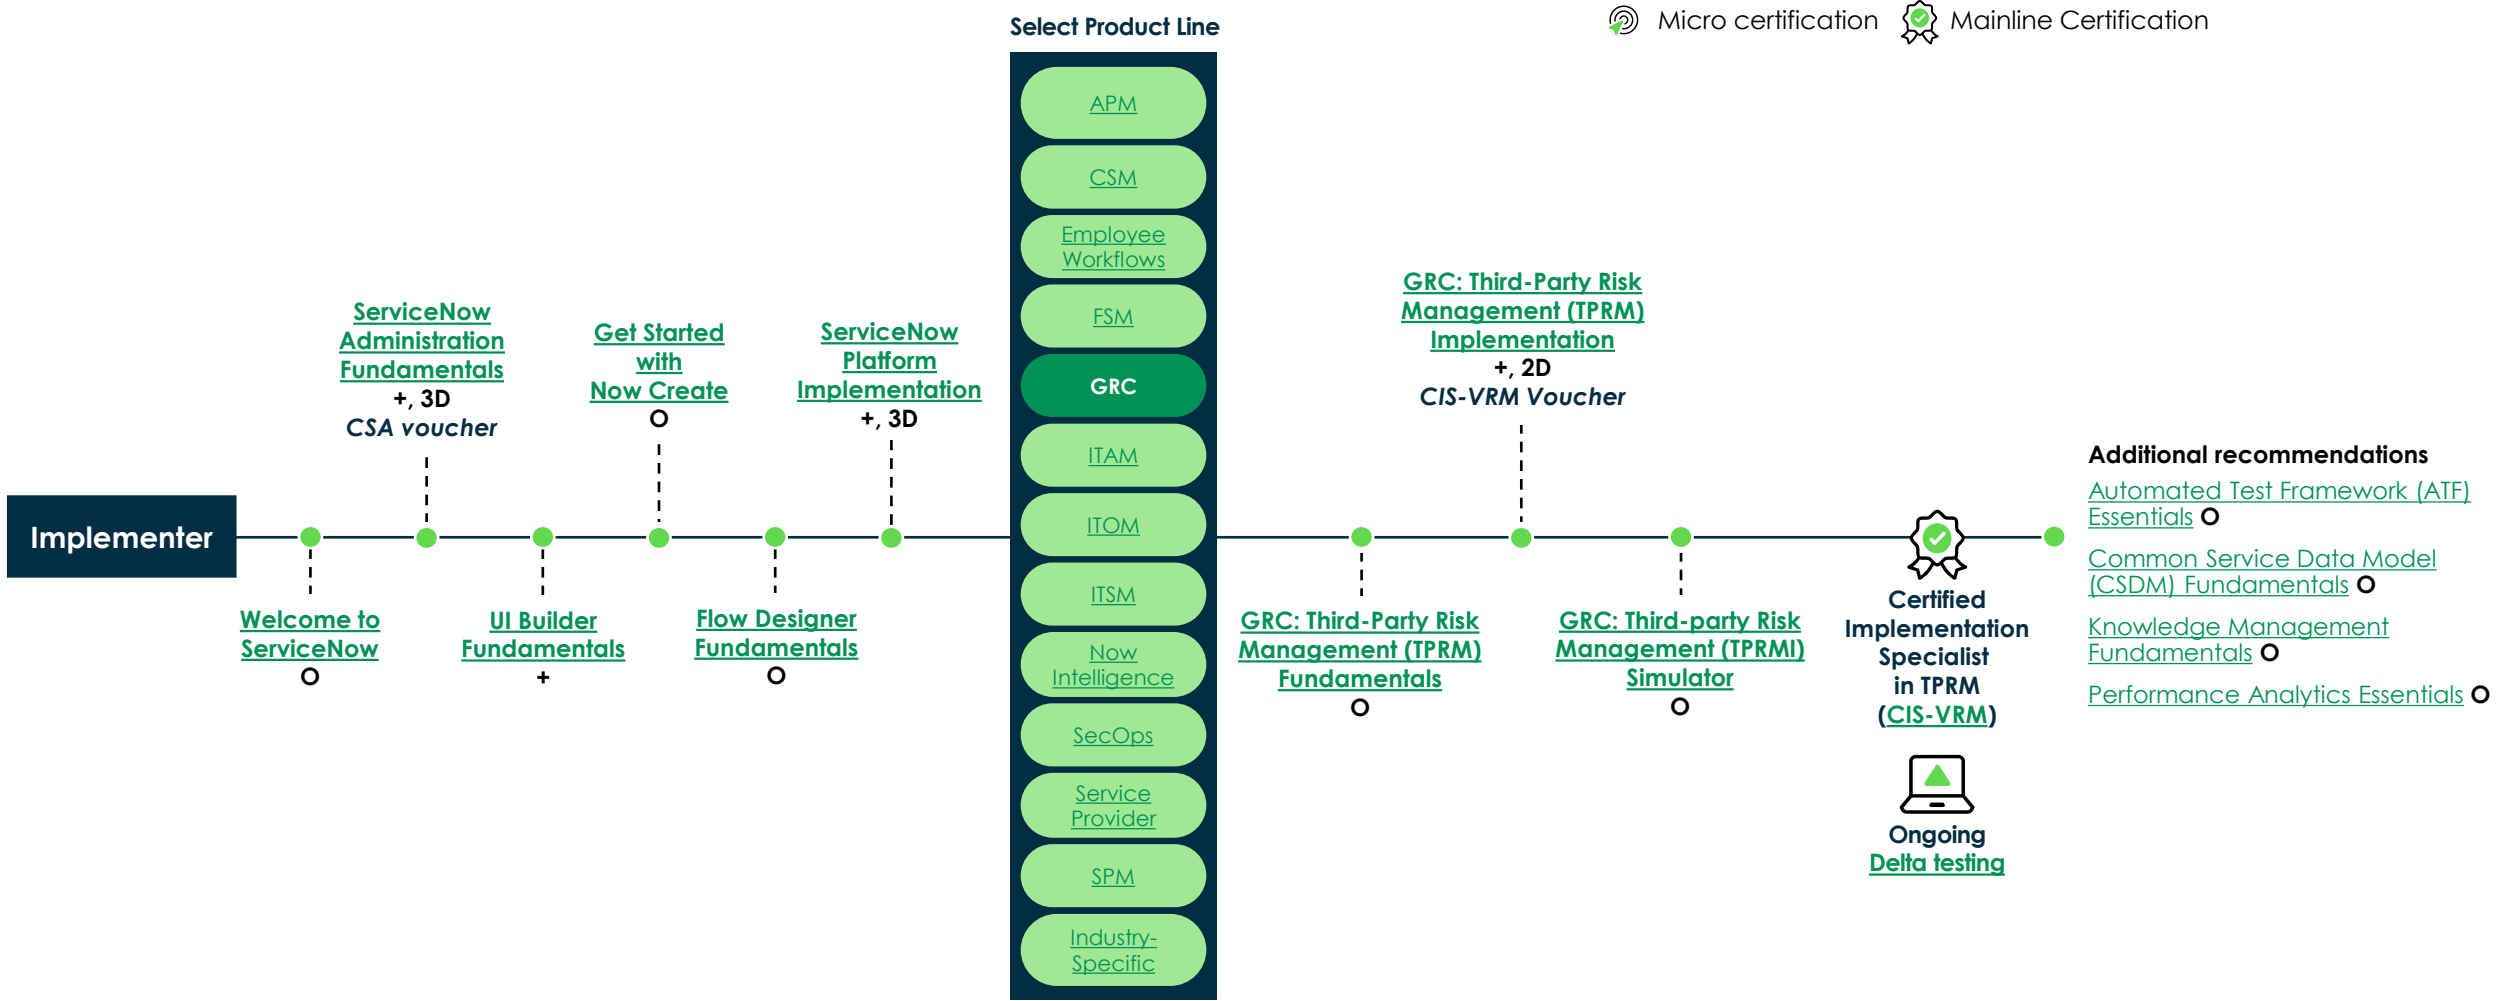 Micro certification
Mainline Certification
Select Product Line
APM
CSM
Employee
Workflows
FSM
GRC
ITAM
ITOM
ITSM
Now
Intelligence
SecOps
Service
Provider
SPM
Industry-
Specific
Implementer
Welcome to
ServiceNow
O
ServiceNow
Administration
Fundamentals
+, 3D
CSA voucher
UI Builder
Fundamentals
+
Get Started
with
Now Create
O
Flow Designer
Fundamentals
O
ServiceNow
Platform
Implementation
+, 3D
GRC: Third-Party Risk
Management (TPRM)
Fundamentals
O
GRC: Third-Party Risk
Management (TPRM)
Implementation
+, 2D
CIS-VRM Voucher
GRC: Third-party Risk
Management (TPRMI)
Simulator
O
Certified
Implementation
Specialist
in TPRM
(CIS-VRM)
Ongoing
Delta testing
Additional recommendations
Automated Test Framework (ATF)
Essentials O
Common Service Data Model
(CSDM) Fundamentals O
Knowledge Management
Fundamentals O
Performance Analytics Essentials O